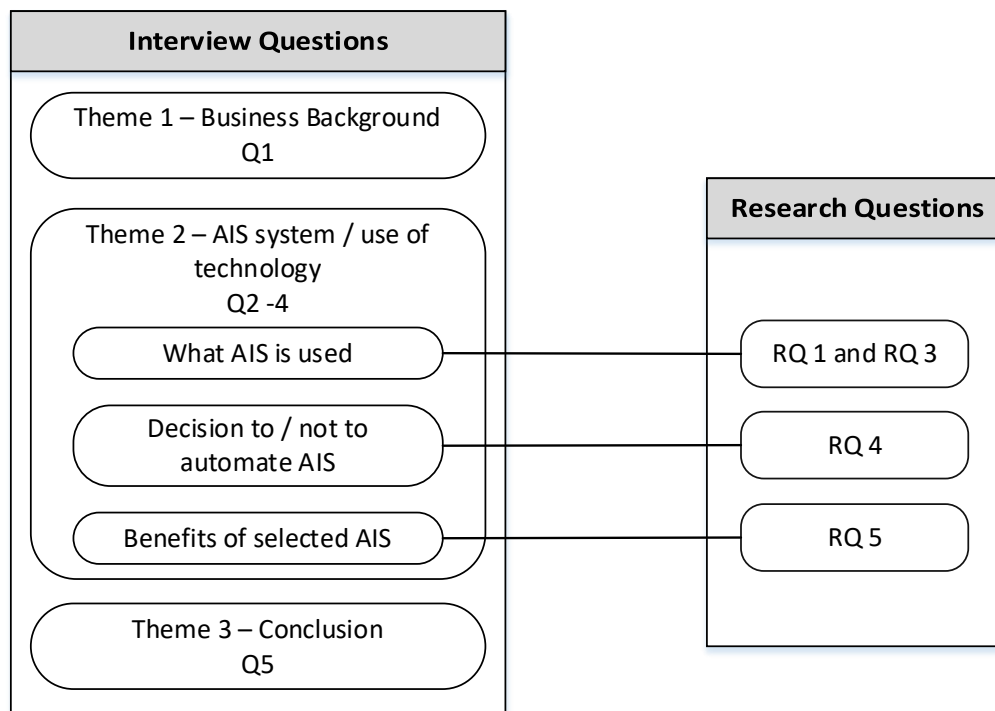 Interview Questions
Theme 1 – Business Background
Q1
Theme 2 – AIS system / use of
technology
Q2 -4
What AIS is used
Decision to / not to
automate AIS
Benefits of selected AIS
Theme 3 – Conclusion
Q5
Research Questions
RQ 1 and RQ 3
RQ 4
RQ 5